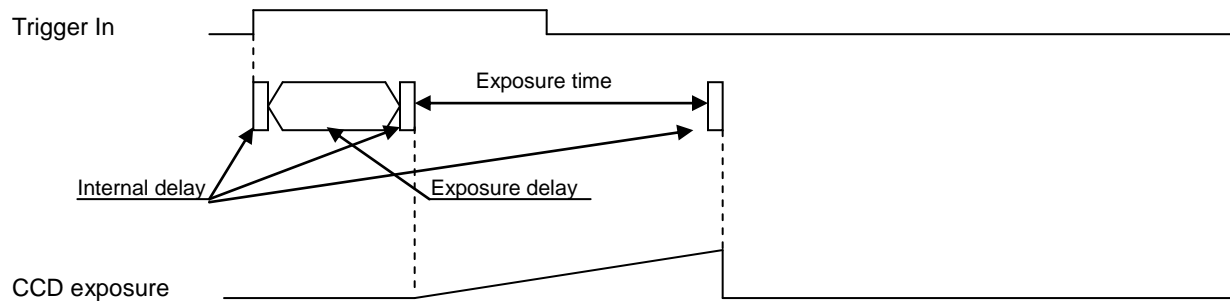 Trigger In
Exposure time
Internal delay
Exposure delay
CCD exposure